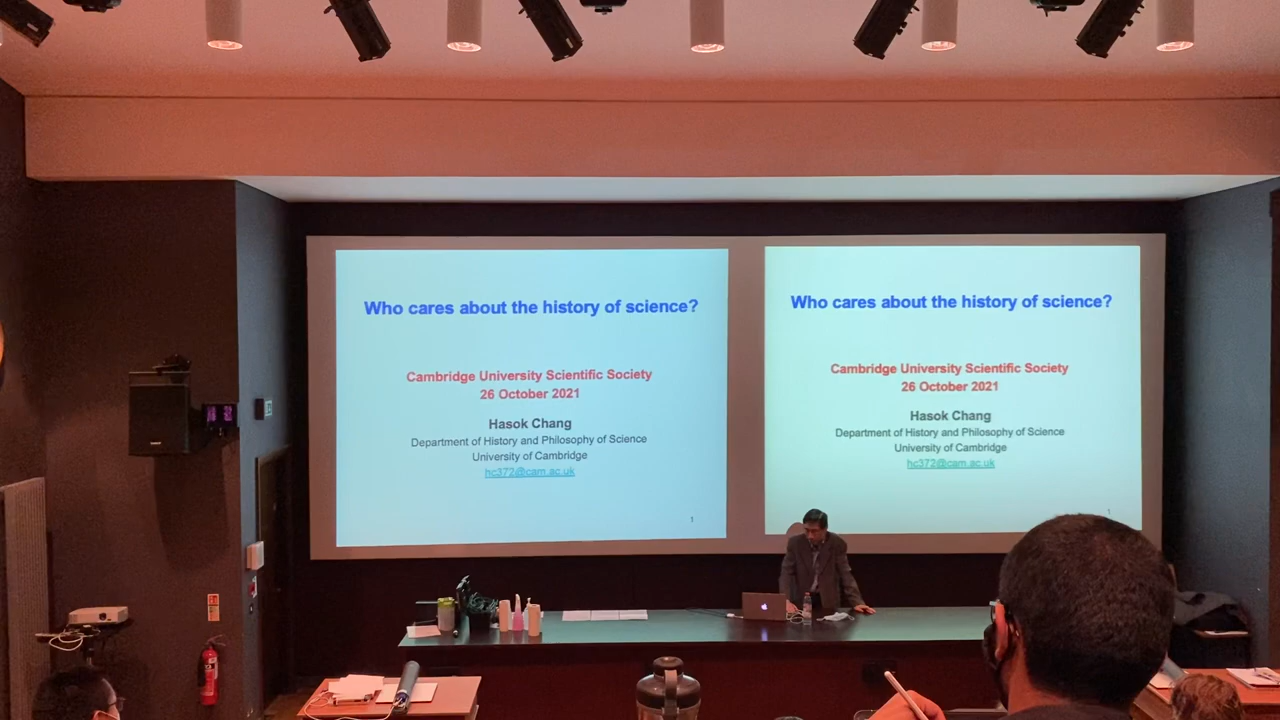 Who cares about the history of science?
Cambridge University Scientific Society
26 October 2021
Hasok Chang
Department of History and Philosophy of Science
University of Cambridge
hc372@cam.ac.uk
1
Who cares about the history of science?
Cambridge University Scientific Society
26 October 2021
Hasok Chang
Department of History and Philosophy of Science
University of Cambridge
hc372@cam.ac.uk
1